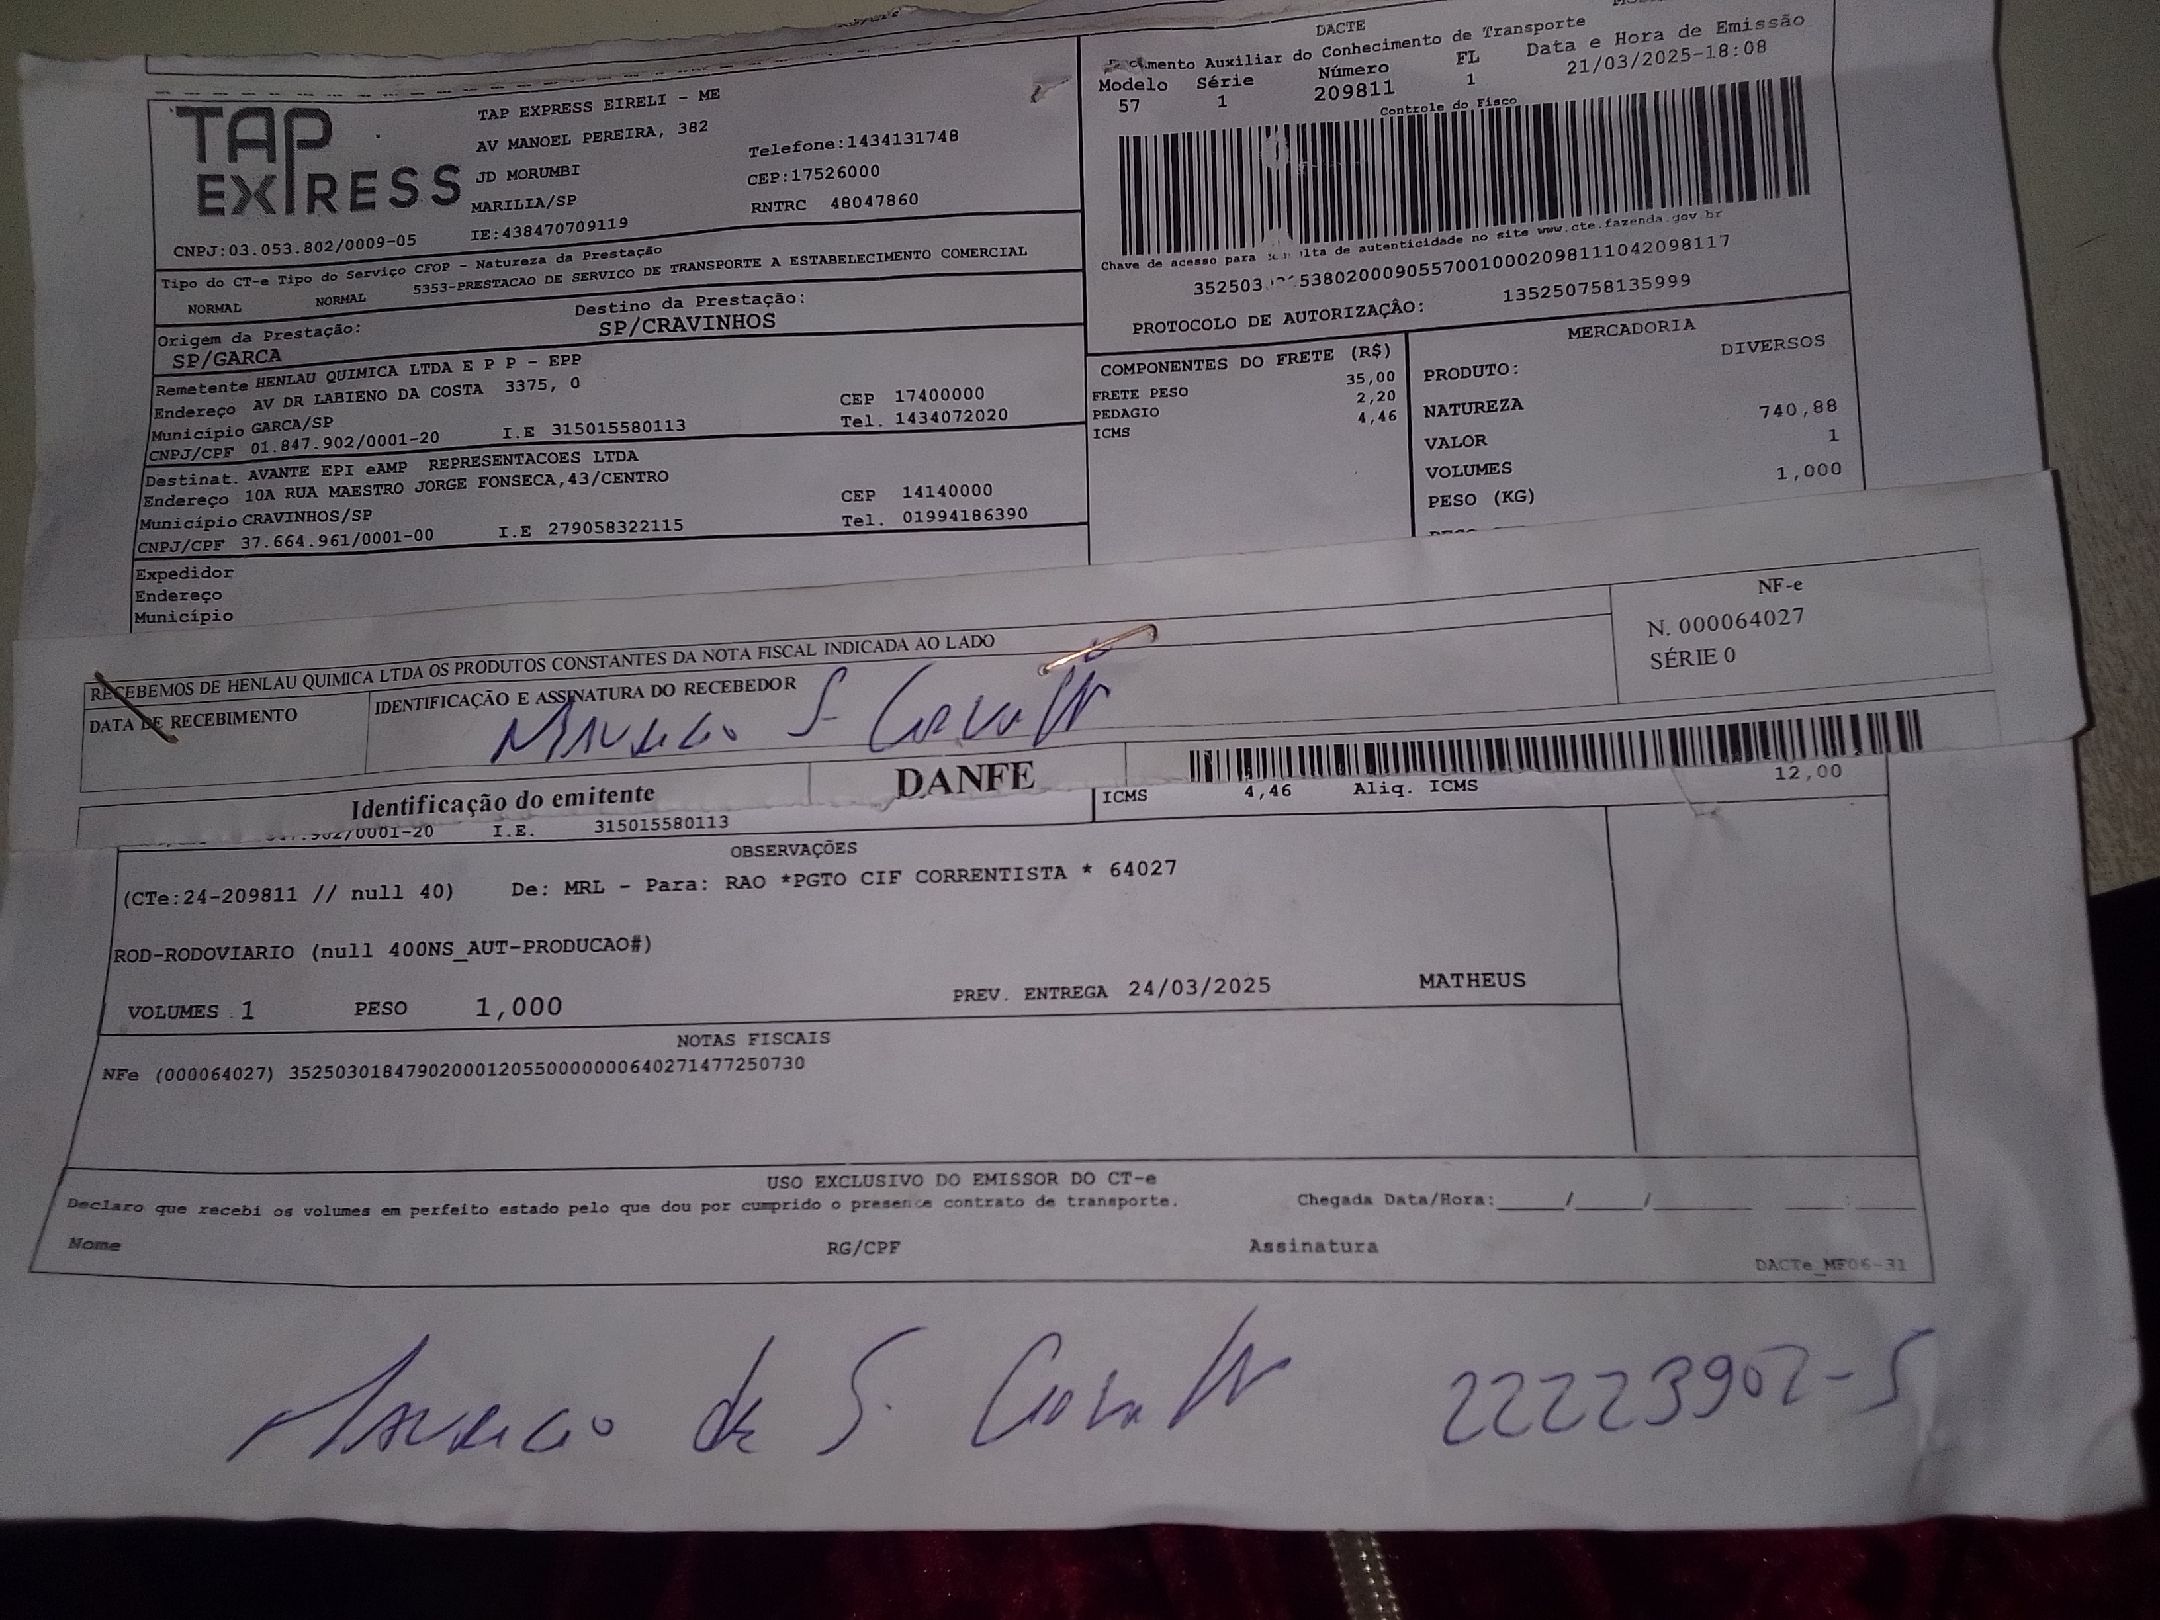 DACTE
Documento Auxiliar do Conhecimento de Transporte
Modelo Série Número FL Data e Hora de Emissão
57 1 209811 1 21/03/2025-18:08
Controle do Fisco
TAP EXPRESS
TAP EXPRESS EIRELI - ME
AV MANOEL PEREIRA, 382
JD MORUMBI
MARILIA/SP
IE:438470709119
Telefone:1434131748
CEP:17526000
RNTRC 48047860
CNPJ:03.053.802/0009-05
Chave de acesso para consulta de autenticidade no site www.cte.fazenda.gov.br
352503 5380200090557001000209811104209811 7
PROTOCOLO DE AUTORIZAÇÃO: 135250758135999
Tipo do CT-e Tipo do Serviço CFOP - Natureza da Prestação
NORMAL NORMAL 5353-PRESTACAO DE SERVICO DE TRANSPORTE A ESTABELECIMENTO COMERCIAL
Origem da Prestação: Destino da Prestação:
SP/GARCA SP/CRAVINHOS
Remetente HENLAU QUIMICA LTDA E P P - EPP
Endereço AV DR LABIENO DA COSTA 3375, 0 CEP 17400000
Município GARCA/SP Tel. 1434072020
CNPJ/CPF 01.847.902/0001-20 I.E 315015580113
Destinat. AVANTE EPI eAMP REPRESENTACOES LTDA
Endereço 10A RUA MAESTRO JORGE FONSECA,43/CENTRO CEP 14140000
Município CRAVINHOS/SP Tel. 01994186390
CNPJ/CPF 37.664.961/0001-00 I.E 279058322115
Expedidor
Endereço
Município
COMPONENTES DO FRETE (R$)
FRETE PESO 35,00
PEDAGIO 2,20
ICMS 4,46
MERCADORIA
PRODUTO: DIVERSOS
NATUREZA
VALOR 740,88
VOLUMES 1
PESO (KG) 1,000
RECEBEMOS DE HENLAU QUIMICA LTDA OS PRODUTOS CONSTANTES DA NOTA FISCAL INDICADA AO LADO
DATA DE RECEBIMENTO IDENTIFICAÇÃO E ASSINATURA DO RECEBEDOR
NF-e
N. 000064027
SÉRIE 0
Identificação do emitente DANFE
902/0001-20 I.E. 315015580113
ICMS 4,46 Aliq. ICMS 12,00
OBSERVAÇÕES
(CTe:24-209811 // null 40) De: MRL - Para: RAO *PGTO CIF CORRENTISTA * 64027
ROD-RODOVIARIO (null 400NS_AUT-PRODUCAO#)
VOLUMES 1 PESO 1,000 PREV. ENTREGA 24/03/2025 MATHEUS
NOTAS FISCAIS
NFe (000064027) 35250301847902000120550000000640271477250730
USO EXCLUSIVO DO EMISSOR DO CT-e
Declaro que recebi os volumes em perfeito estado pelo que dou por cumprido o presente contrato de transporte. Chegada Data/Hora:_____/_____/_______ ____:____
Nome RG/CPF Assinatura
DACTe_MF06-31
de S. 22223902-5